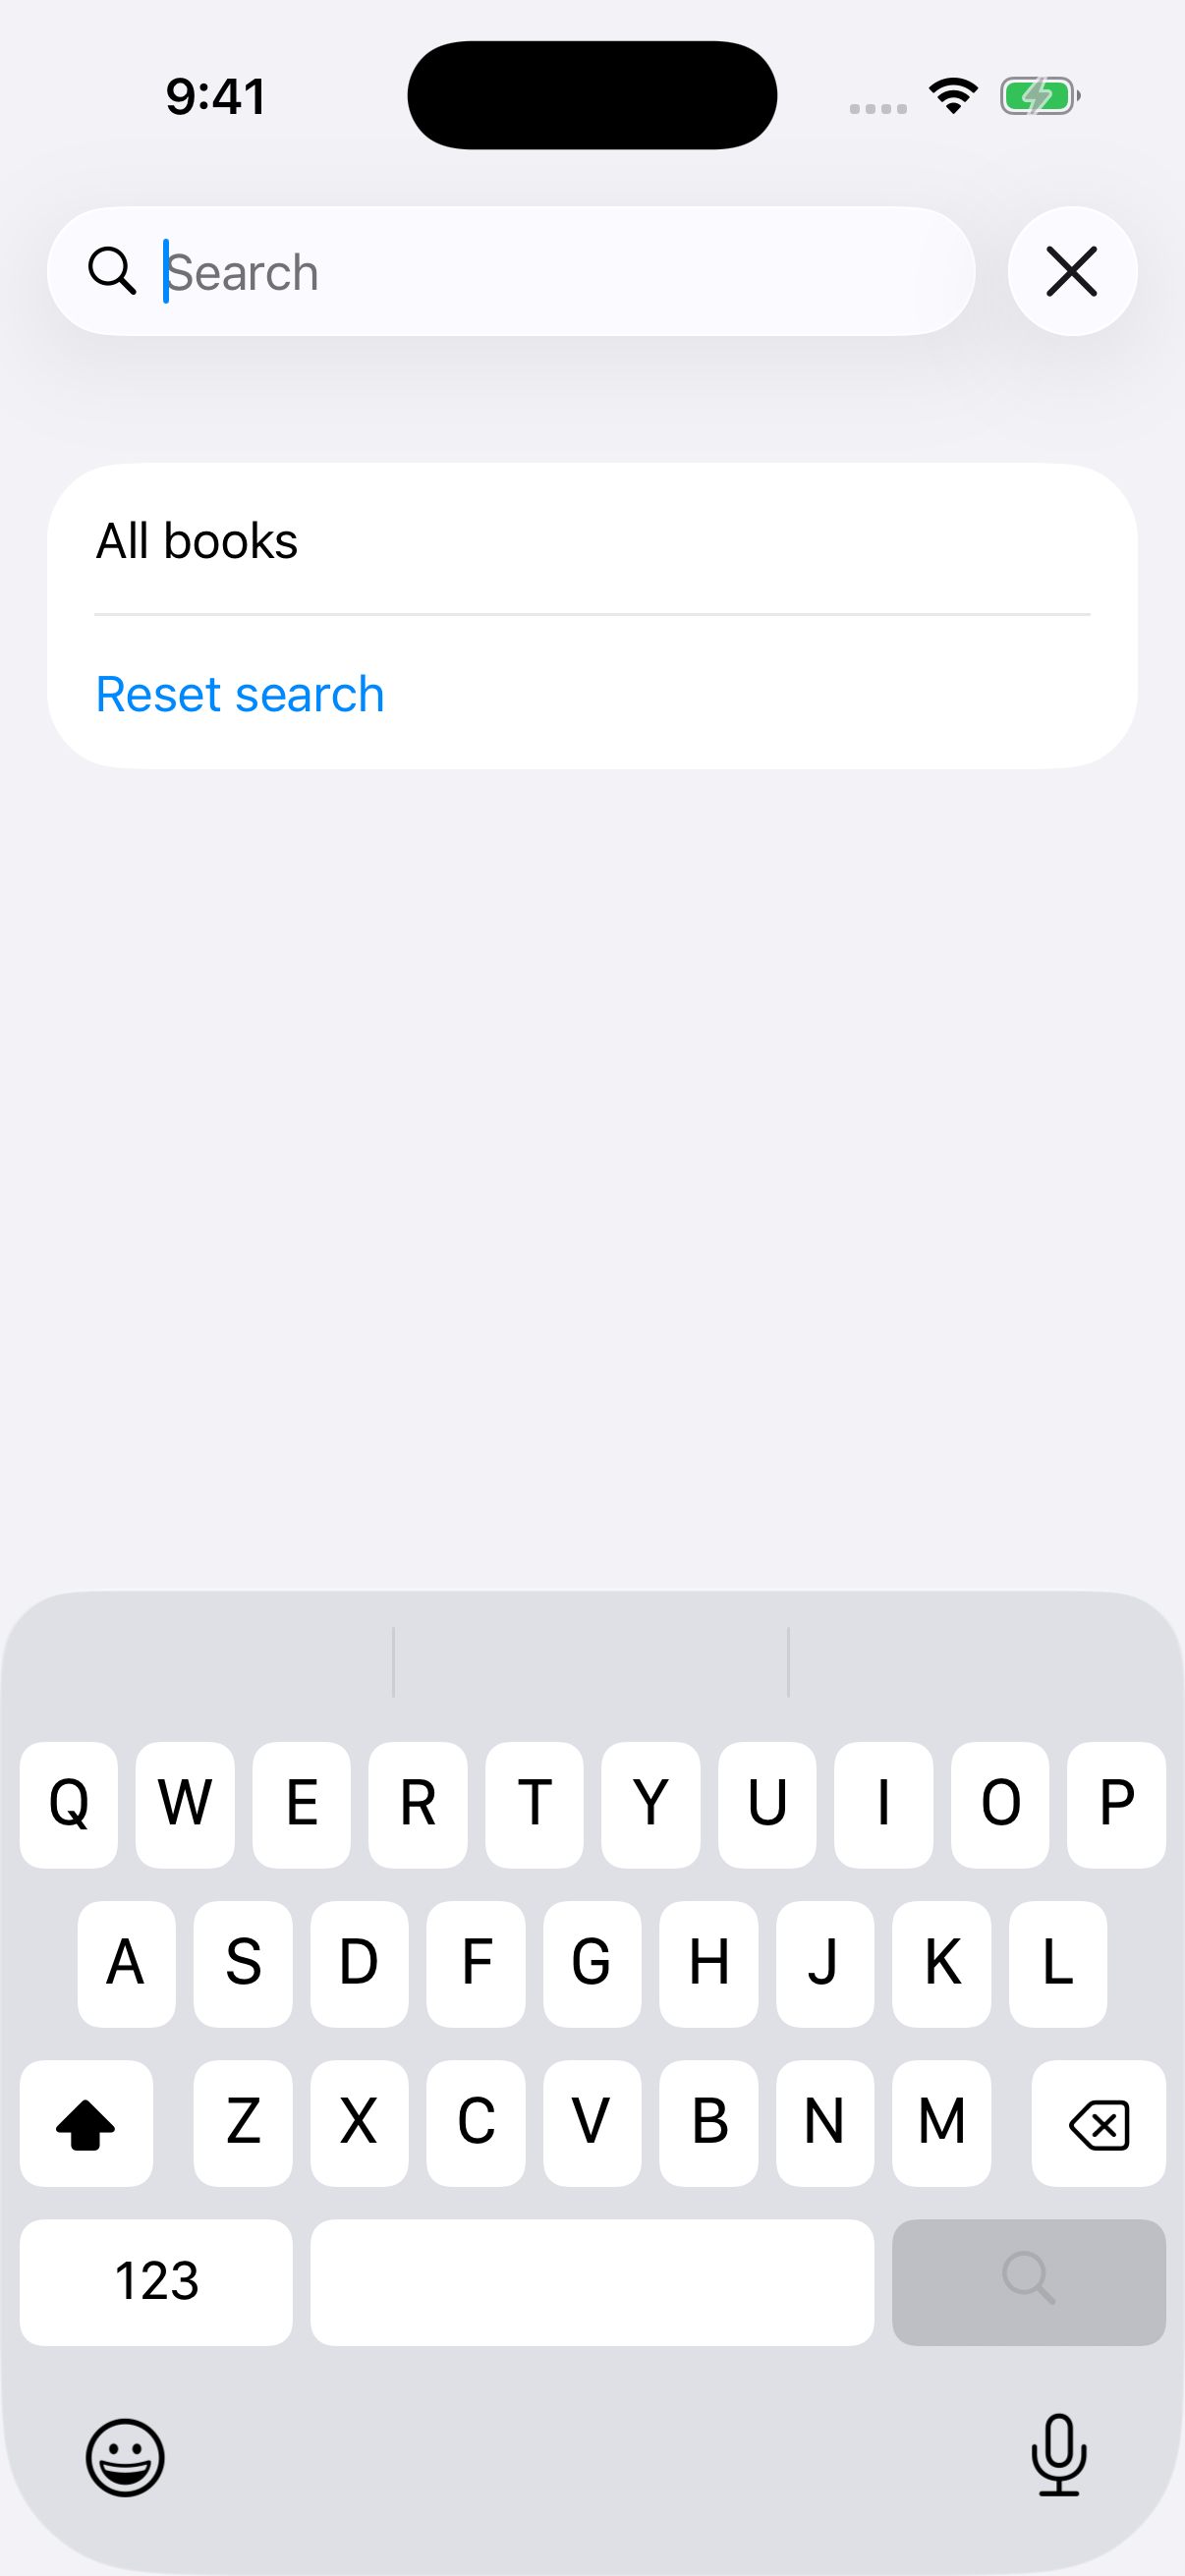 9:41
Search
All books
Reset search
Q W E R T Y U I O P
A S D F G H J K L
Z X C V B N M
123